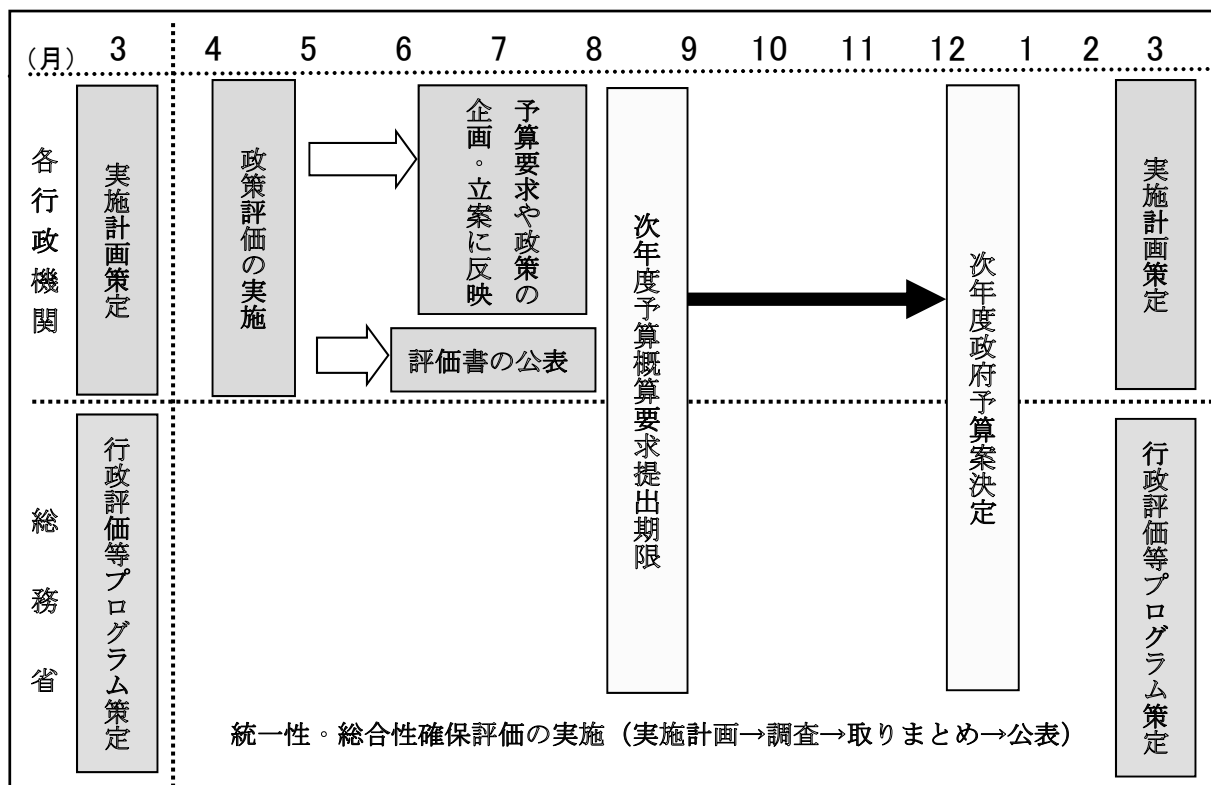 (月) 3 4 5 6 7 8 9 10 11 12 1 2 3
各行政機関
実施計画策定
政策評価の実施
予算要求や政策の
企画・立案に反映
評価書の公表
次年度予算概算要求提出期限
次年度政府予算案決定
実施計画策定
総務省
行政評価等プログラム策定
統一性・総合性確保評価の実施（実施計画→調査→取りまとめ→公表）
行政評価等プログラム策定